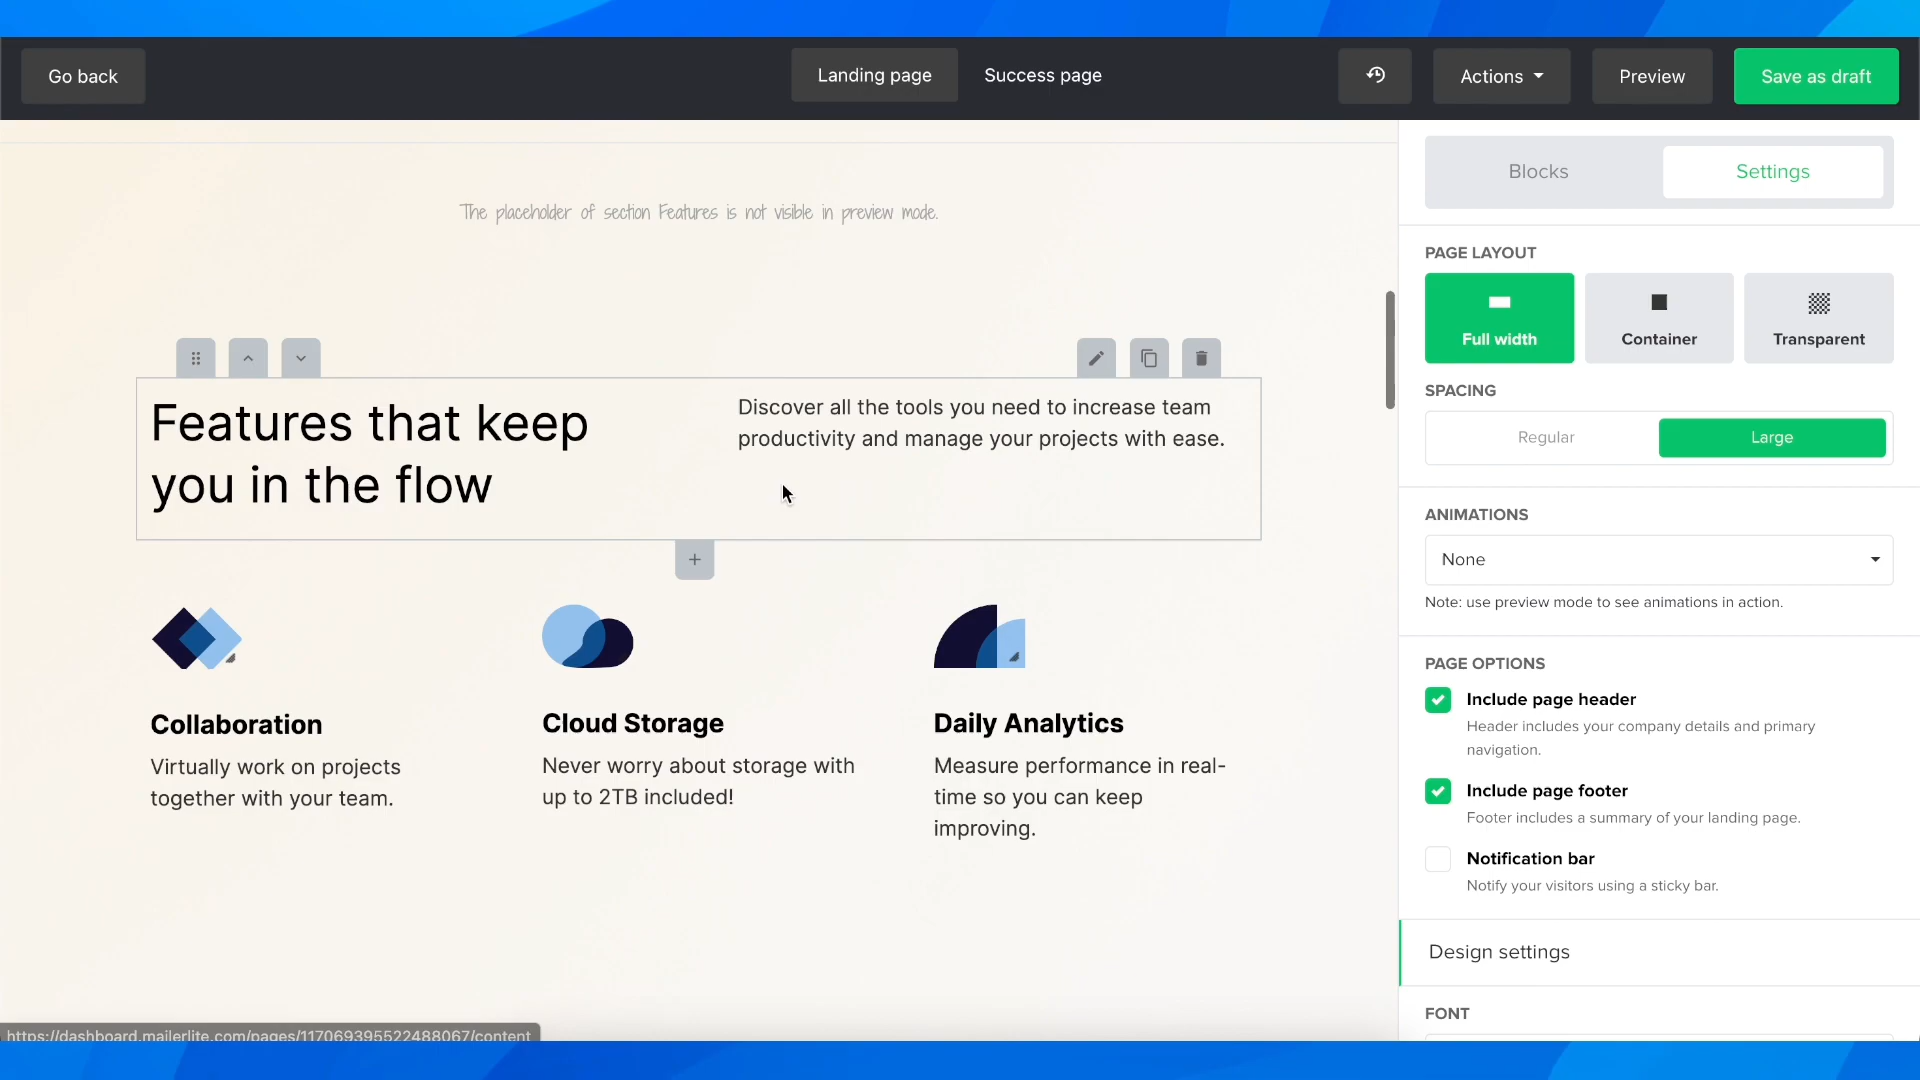 Go back
Landing page
Success page
Actions
Preview
Save as draft
Blocks
Settings
The placeholder of section Features is not visible in preview mode.
PAGE LAYOUT
Full width
Container
Transparent
SPACING
Regular
Large
Features that keep
you in the flow
Discover all the tools you need to increase team
productivity and manage your projects with ease.
+
ANIMATIONS
None
Note: use preview mode to see animations in action.
Collaboration
Virtually work on projects
together with your team.
Cloud Storage
Never worry about storage with
up to 2TB included!
Daily Analytics
Measure performance in real-
time so you can keep
improving.
PAGE OPTIONS
Include page header
Header includes your company details and primary
navigation.
Include page footer
Footer includes a summary of your landing page.
Notification bar
Notify your visitors using a sticky bar.
Design settings
FONT
https://dashboard.mailerlite.com/pages/117069395522488067/content